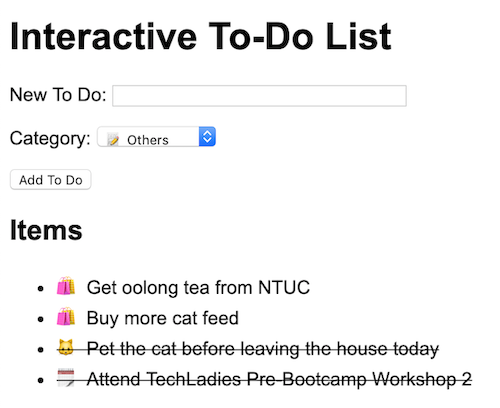 Interactive To-Do List
New To Do:
Category: 📝 Others
Add To Do
Items
🛍️ Get oolong tea from NTUC
🛍️ Buy more cat feed
🐱 Pet the cat before leaving the house today
🗒️ Attend TechLadies Pre-Bootcamp Workshop 2